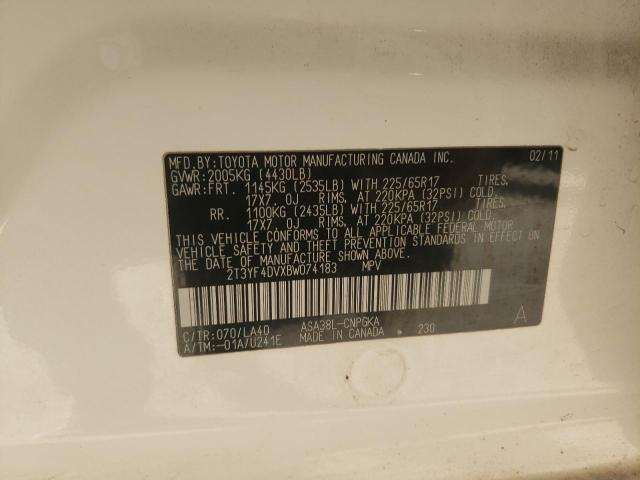 MFD. BY: TOYOTA MOTOR MANUFACTURING CANADA INC. 02/11
GVWR: 2005KG (4430LB)
GAWR: FRT. 1145KG (2535LB) WITH 225/65R17 TIRES,
17X7 OJ RIMS, AT 220KPA (32PSI) COLD.
RR. 1100KG (2435LB) WITH 225/65R17 TIRES,
17X7 OJ RIMS, AT 220KPA (32PSI) COLD.
THIS VEHICLE CONFORMS TO ALL APPLICABLE FEDERAL MOTOR
VEHICLE SAFETY AND THEFT PREVENTION STANDARDS IN EFFECT
ON THE DATE OF MANUFACTURE SHOWN ABOVE.
2T3YF4DVXBW074183 MPV
C/TR: 070/LA40 ASA38L-CNPGKA A
A/TM: -01A/U241E MADE IN CANADA 230